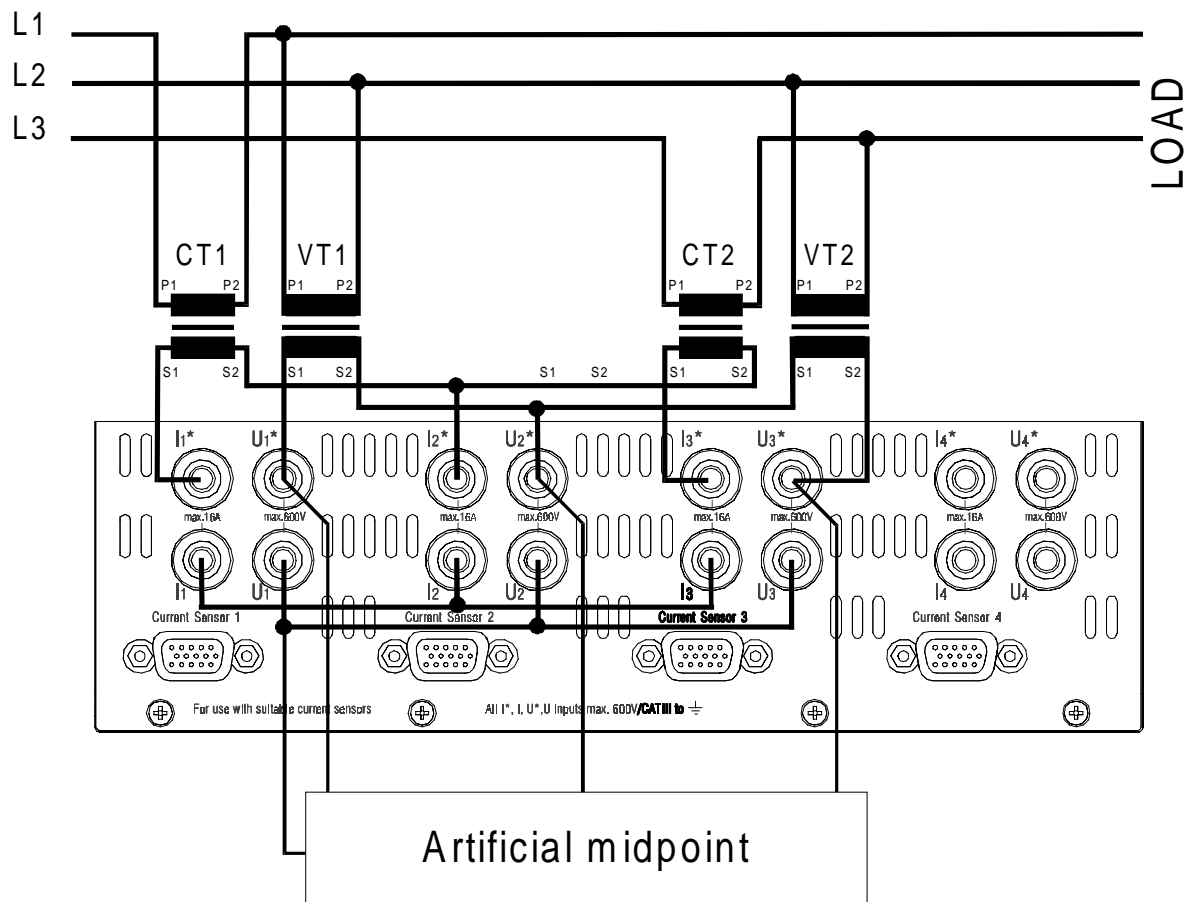 L1
L2
L3
LOAD
CT1 VT1 CT2 VT2
P1 P2 P1 P2 P1 P2 P1 P2
S1 S2 S1 S2 S1 S2 S1 S2 S1 S2
I1* U1* I2* U2* I3* U3* I4* U4*
max.16A max.600V max.16A max.600V max.16A max.600V max.16A max.600V
I1 U1 I2 U2 I3 U3 I4 U4
Current Sensor 1 Current Sensor 2 Current Sensor 3 Current Sensor 4
For use with suitable current sensors All I*, I, U*,U Inputs max. 600V/CATIII to
Artificial midpoint